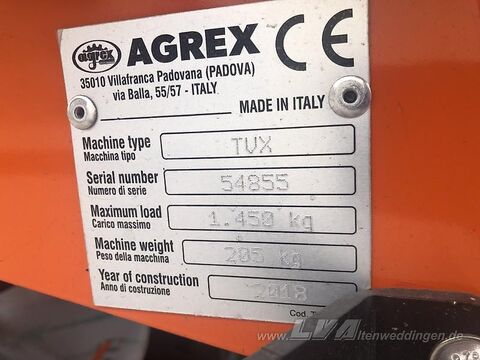 agrex AGREX CE
35010 Villafranca Padovana (PADOVA)
via Balla, 55/57 - ITALY
MADE IN ITALY
Machine type TVX
Macchina tipo
Serial number 54855
Numero di serie
Maximum load 1.450 kg
Carico massimo
Machine weight 205 kg
Peso della macchina
Year of construction 2018
Anno di costruzione
Cod.
LVAltenweddingen.de